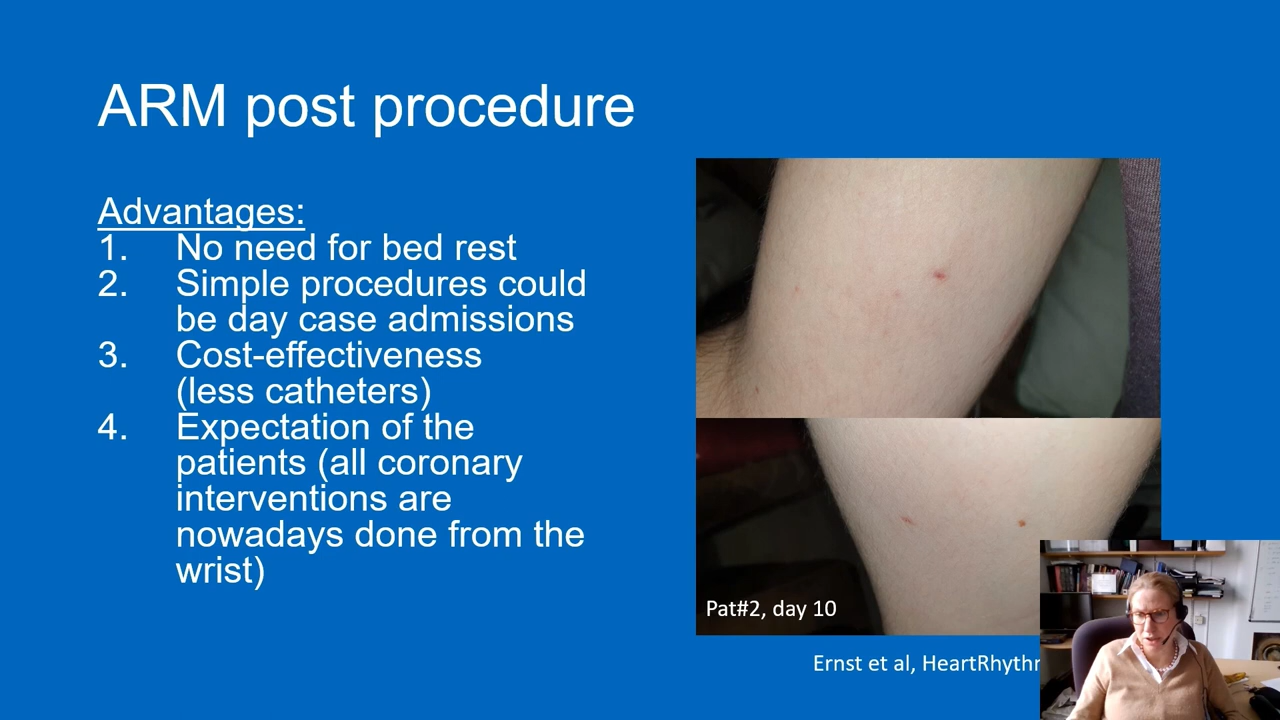 ARM post procedure
Advantages:
1. No need for bed rest
2. Simple procedures could
be day case admissions
3. Cost-effectiveness
(less catheters)
4. Expectation of the
patients (all coronary
interventions are
nowadays done from the
wrist)
Pat#2, day 10
Ernst et al,